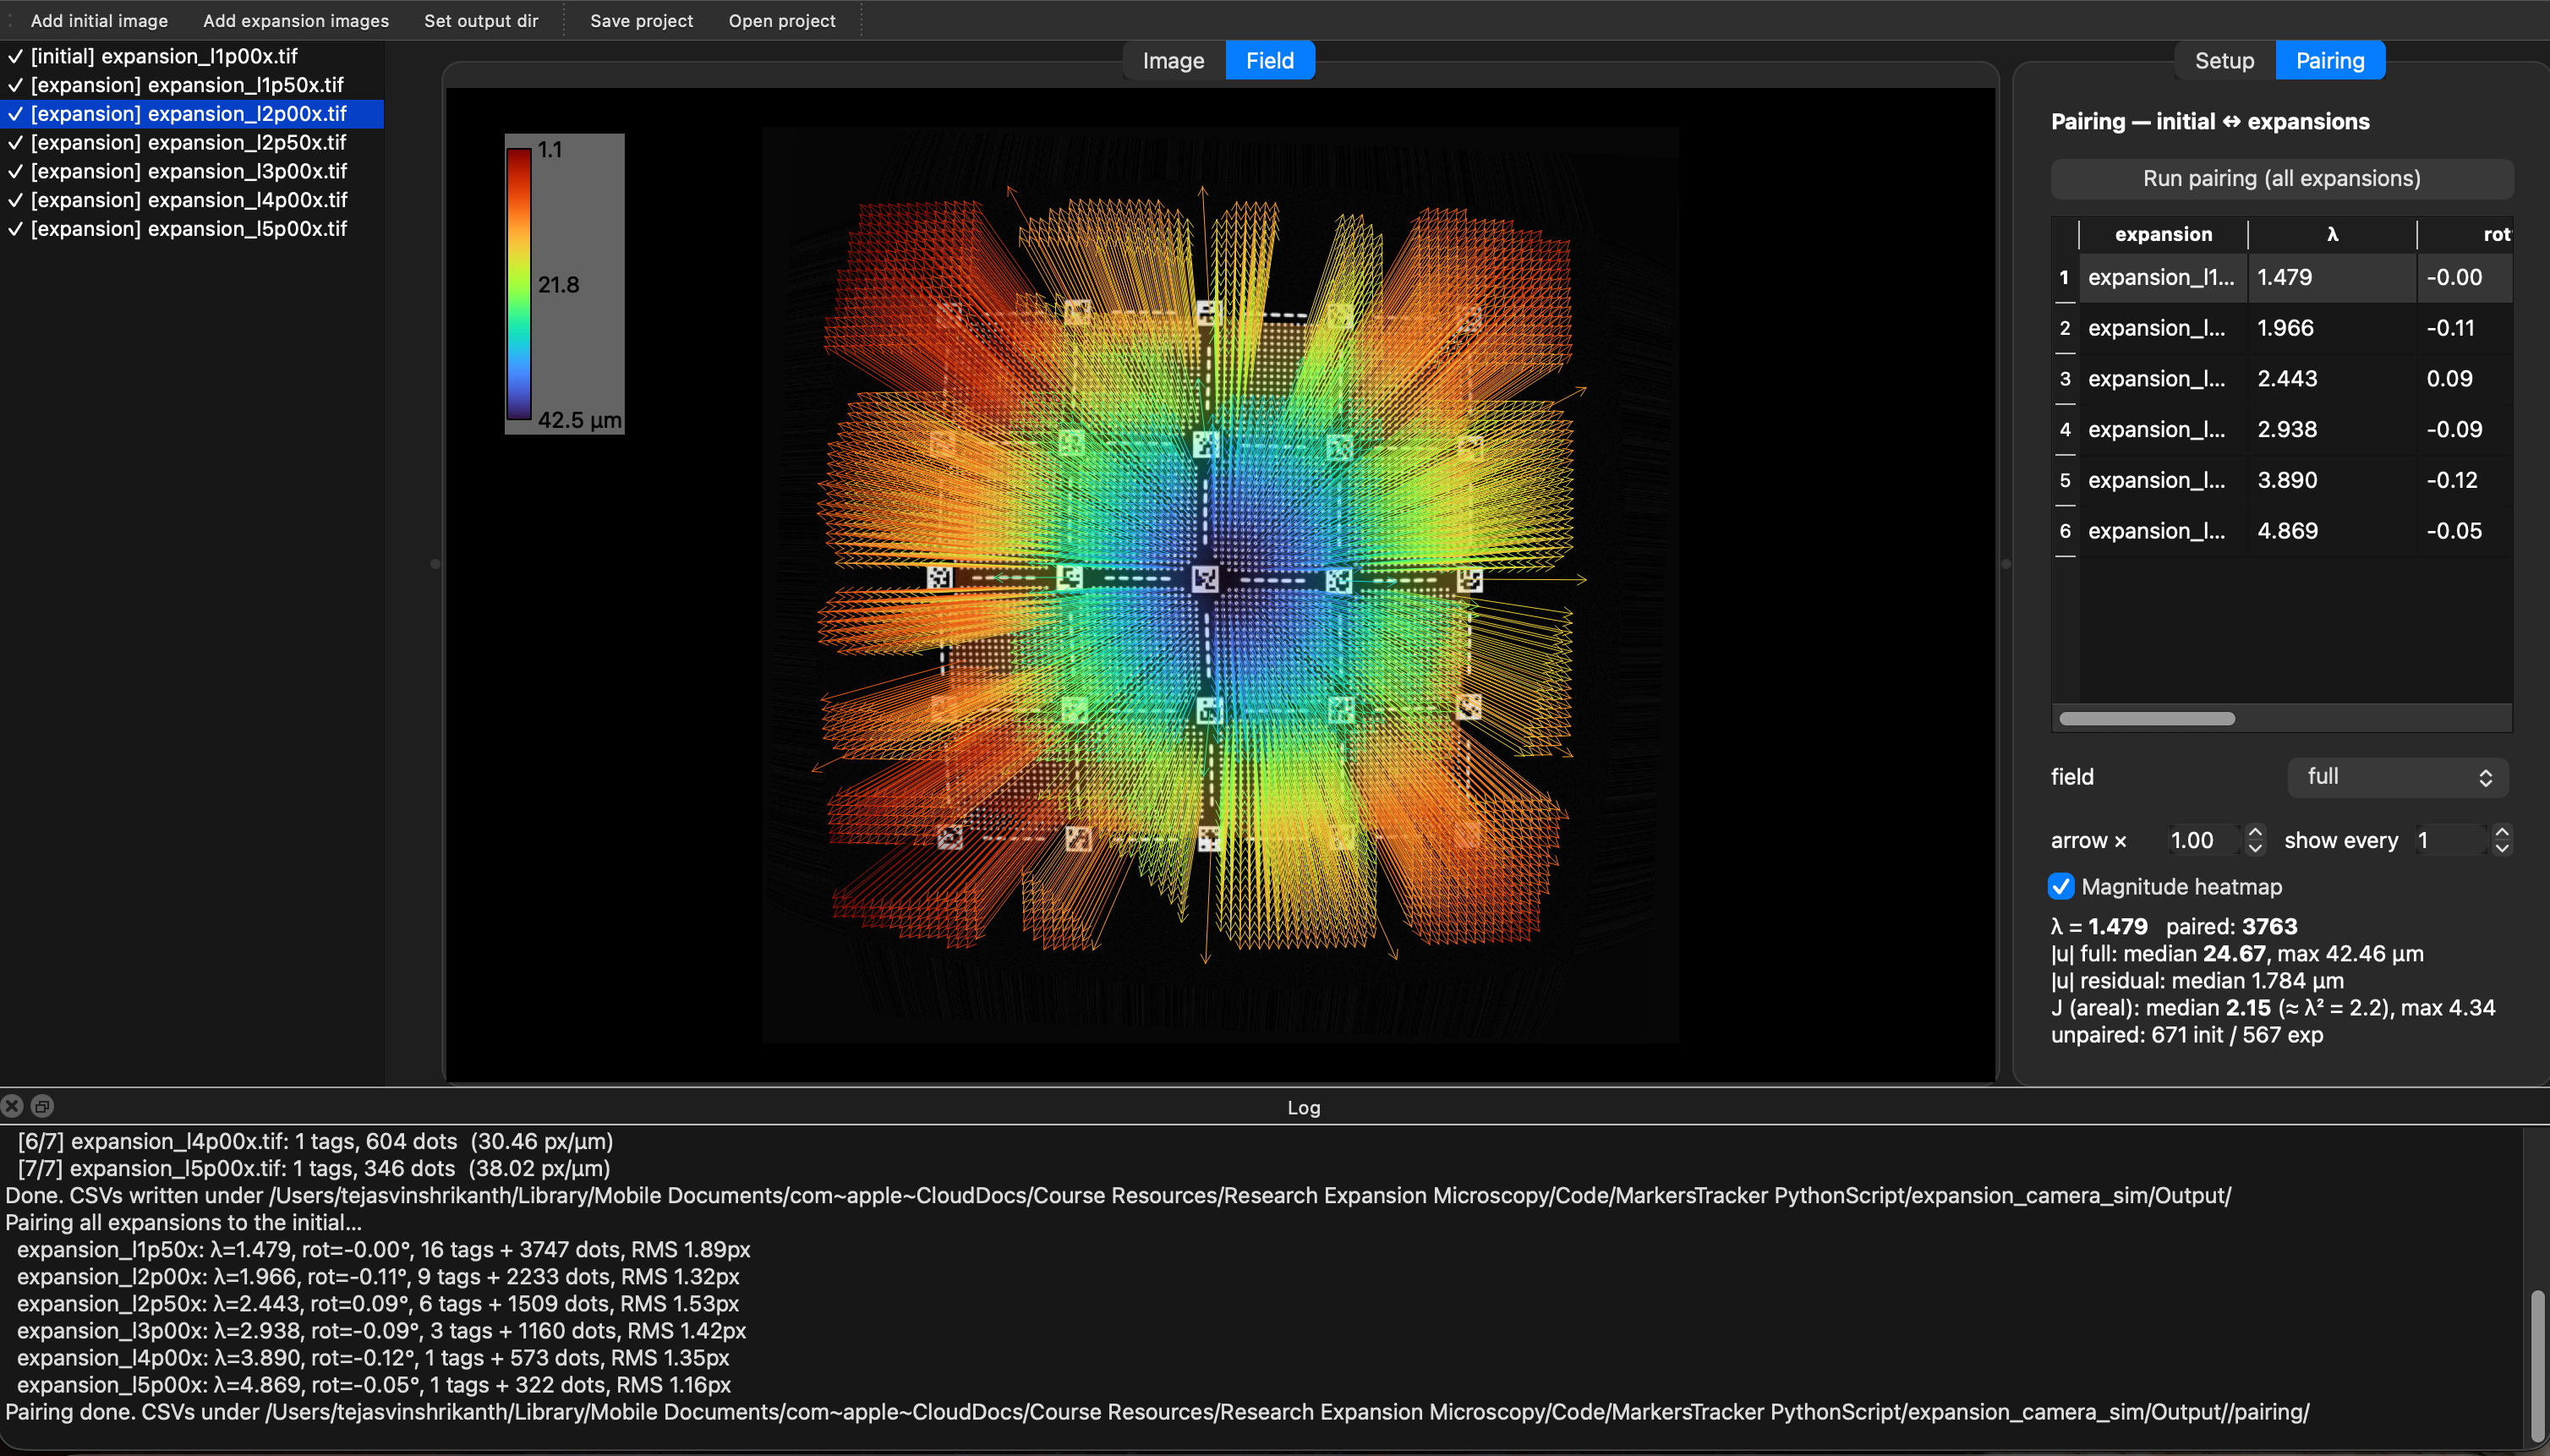 Add initial image Add expansion images Set output dir Save project Open project
✓ [initial] expansion_l1p00x.tif
✓ [expansion] expansion_l1p50x.tif
✓ [expansion] expansion_l2p00x.tif
✓ [expansion] expansion_l2p50x.tif
✓ [expansion] expansion_l3p00x.tif
✓ [expansion] expansion_l4p00x.tif
✓ [expansion] expansion_l5p00x.tif
Image Field
1.1
21.8
42.5 µm
Setup Pairing
Pairing — initial ↔ expansions
Run pairing (all expansions)
expansion λ rot
1 expansion_l1... 1.479 -0.00
2 expansion_l... 1.966 -0.11
3 expansion_l... 2.443 0.09
4 expansion_l... 2.938 -0.09
5 expansion_l... 3.890 -0.12
6 expansion_l... 4.869 -0.05
field full
arrow × 1.00 show every 1
Magnitude heatmap
λ = 1.479 paired: 3763
|u| full: median 24.67, max 42.46 µm
|u| residual: median 1.784 µm
J (areal): median 2.15 (≈ λ² = 2.2), max 4.34
unpaired: 671 init / 567 exp
Log
[6/7] expansion_l4p00x.tif: 1 tags, 604 dots (30.46 px/µm)
[7/7] expansion_l5p00x.tif: 1 tags, 346 dots (38.02 px/µm)
Done. CSVs written under /Users/tejasvinshrikanth/Library/Mobile Documents/com~apple~CloudDocs/Course Resources/Research Expansion Microscopy/Code/MarkersTracker PythonScript/expansion_camera_sim/Output/
Pairing all expansions to the initial...
expansion_l1p50x: λ=1.479, rot=-0.00°, 16 tags + 3747 dots, RMS 1.89px
expansion_l2p00x: λ=1.966, rot=-0.11°, 9 tags + 2233 dots, RMS 1.32px
expansion_l2p50x: λ=2.443, rot=0.09°, 6 tags + 1509 dots, RMS 1.53px
expansion_l3p00x: λ=2.938, rot=-0.09°, 3 tags + 1160 dots, RMS 1.42px
expansion_l4p00x: λ=3.890, rot=-0.12°, 1 tags + 573 dots, RMS 1.35px
expansion_l5p00x: λ=4.869, rot=-0.05°, 1 tags + 322 dots, RMS 1.16px
Pairing done. CSVs under /Users/tejasvinshrikanth/Library/Mobile Documents/com~apple~CloudDocs/Course Resources/Research Expansion Microscopy/Code/MarkersTracker PythonScript/expansion_camera_sim/Output//pairing/